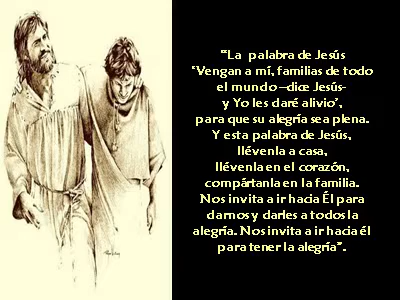 “La palabra de Jesús
‘Vengan a mí, familias de todo
el mundo –dice Jesús-
y Yo les daré alivio’,
para que su alegría sea plena.
Y esta palabra de Jesús,
llévenla a casa,
llévenla en el corazón,
compártanla en la familia.
Nos invita a ir hacia Él para
darnos y darles a todos la
alegría. Nos invita a ir hacia él
para tener la alegría”.